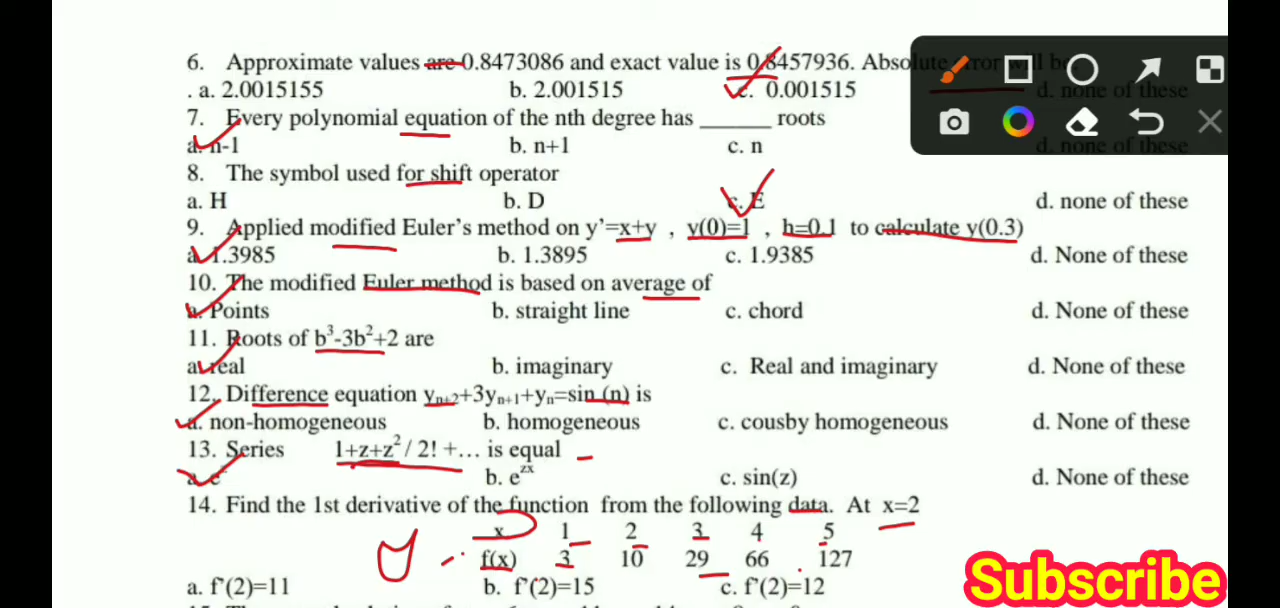 6. Approximate values are 0.8473086 and exact value is 0.8457936. Absolute error will be
. a. 2.0015155 b. 2.001515 c. 0.001515 d. none of these
7. Every polynomial equation of the nth degree has ______ roots
a. n-1 b. n+1 c. n d. none of these
8. The symbol used for shift operator
a. H b. D c. E d. none of these
9. Applied modified Euler's method on y'=x+y , y(0)=1 , h=0.1 to calculate y(0.3)
a. 1.3985 b. 1.3895 c. 1.9385 d. None of these
10. The modified Euler method is based on average of
a. Points b. straight line c. chord d. None of these
11. Roots of b³-3b²+2 are
a. real b. imaginary c. Real and imaginary d. None of these
12. Difference equation yₙ₊₂+3yₙ₊₁+yₙ=sin (n) is
a. non-homogeneous b. homogeneous c. cousby homogeneous d. None of these
13. Series 1+z+z²/ 2! +… is equal
b. e^zx c. sin(z) d. None of these
14. Find the 1st derivative of the function from the following data. At x=2
x 1 2 3 4 5
f(x) 3 10 29 66 127
a. f'(2)=11 b. f'(2)=15 c. f'(2)=12
Subscribe